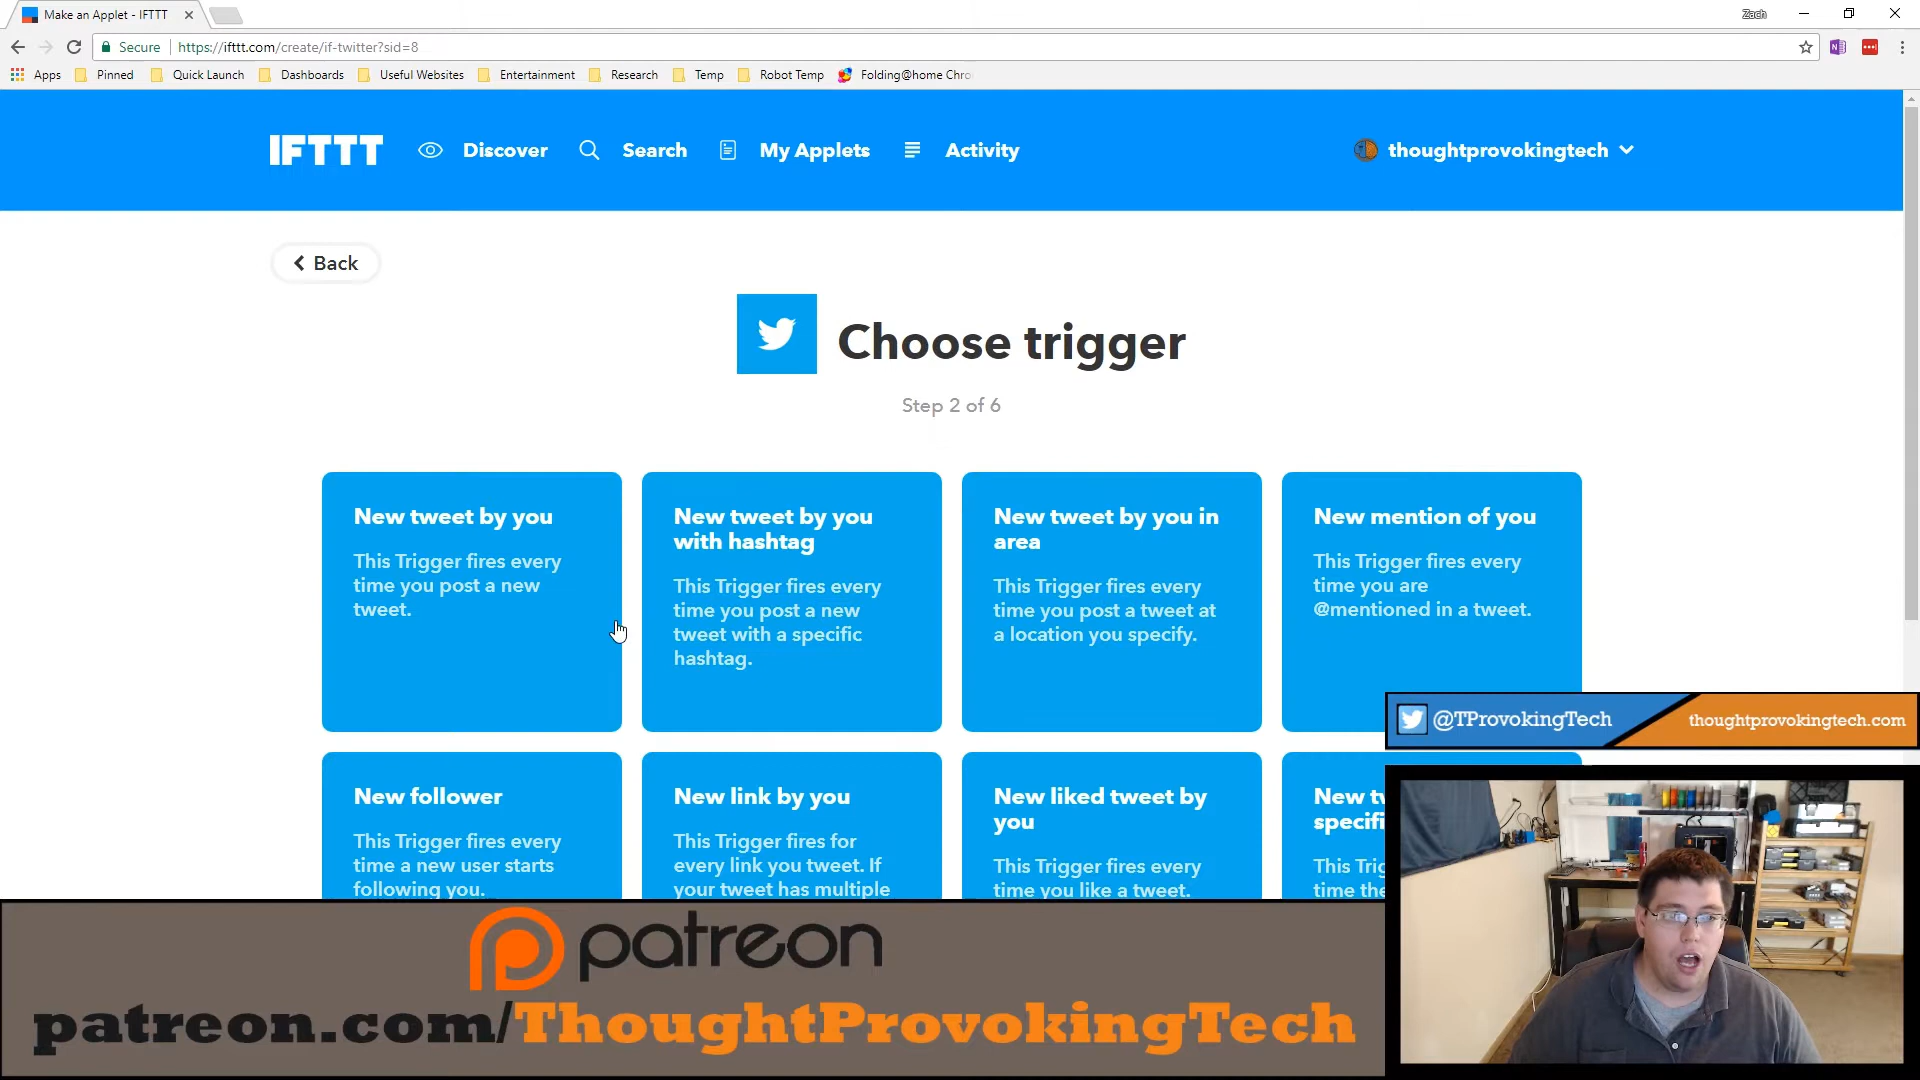 Make an Applet - IFTTT
Zach
Secure
https://ifttt.com/create/if-twitter?sid=8
Apps
Pinned
Quick Launch
Dashboards
Useful Websites
Entertainment
Research
Temp
Robot Temp
Folding@home Chro
IFTTT
Discover
Search
My Applets
Activity
thoughtprovokingtech
Back
Choose trigger
Step 2 of 6
New tweet by you
This Trigger fires every
time you post a new
tweet.
New tweet by you
with hashtag
This Trigger fires every
time you post a new
tweet with a specific
hashtag.
New tweet by you in
area
This Trigger fires every
time you post a tweet at
a location you specify.
New mention of you
This Trigger fires every
time you are
@mentioned in a tweet.
New follower
This Trigger fires every
time a new user starts
following you.
New link by you
This Trigger fires for
every link you tweet. If
your tweet has multiple
New liked tweet by
you
This Trigger fires every
time you like a tweet.
New
specifi
This
time the
@TProvokingTech
thoughtprovokingtech.com
patreon
patreon.com/ThoughtProvokingTech